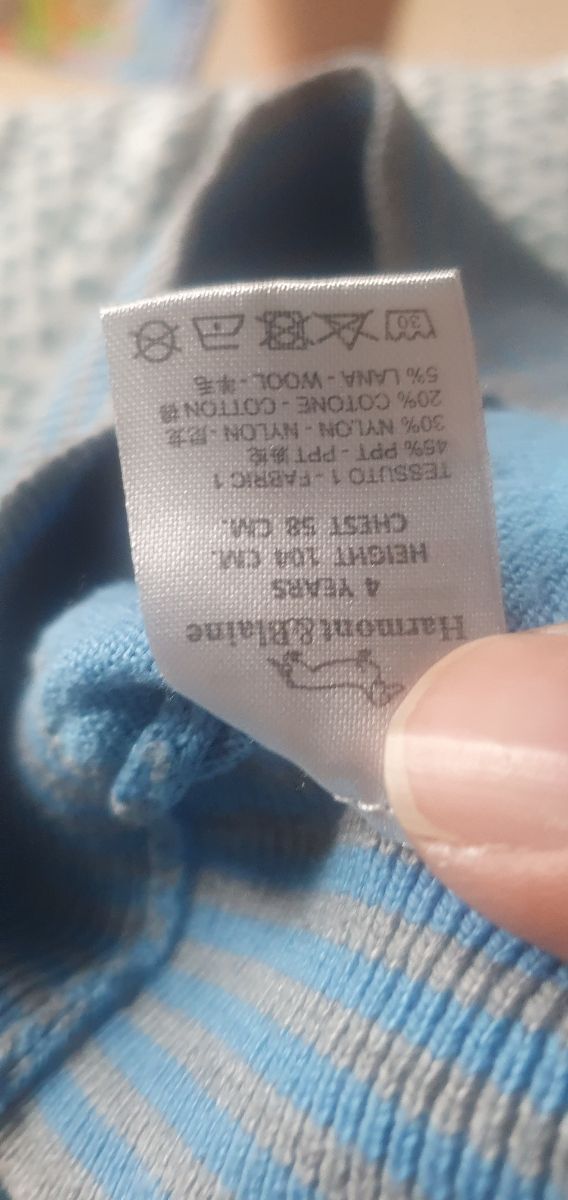 Harmont&Blaine
4 YEARS
HEIGHT 104 CM.
CHEST 58 CM.
TESSUTO 1 - FABRIC 1
45% PPT - PPT
30% NYLON - NYLON - 尼龙
20% COTONE - COTTON 棉
5% LANA - WOOL - 羊毛
30